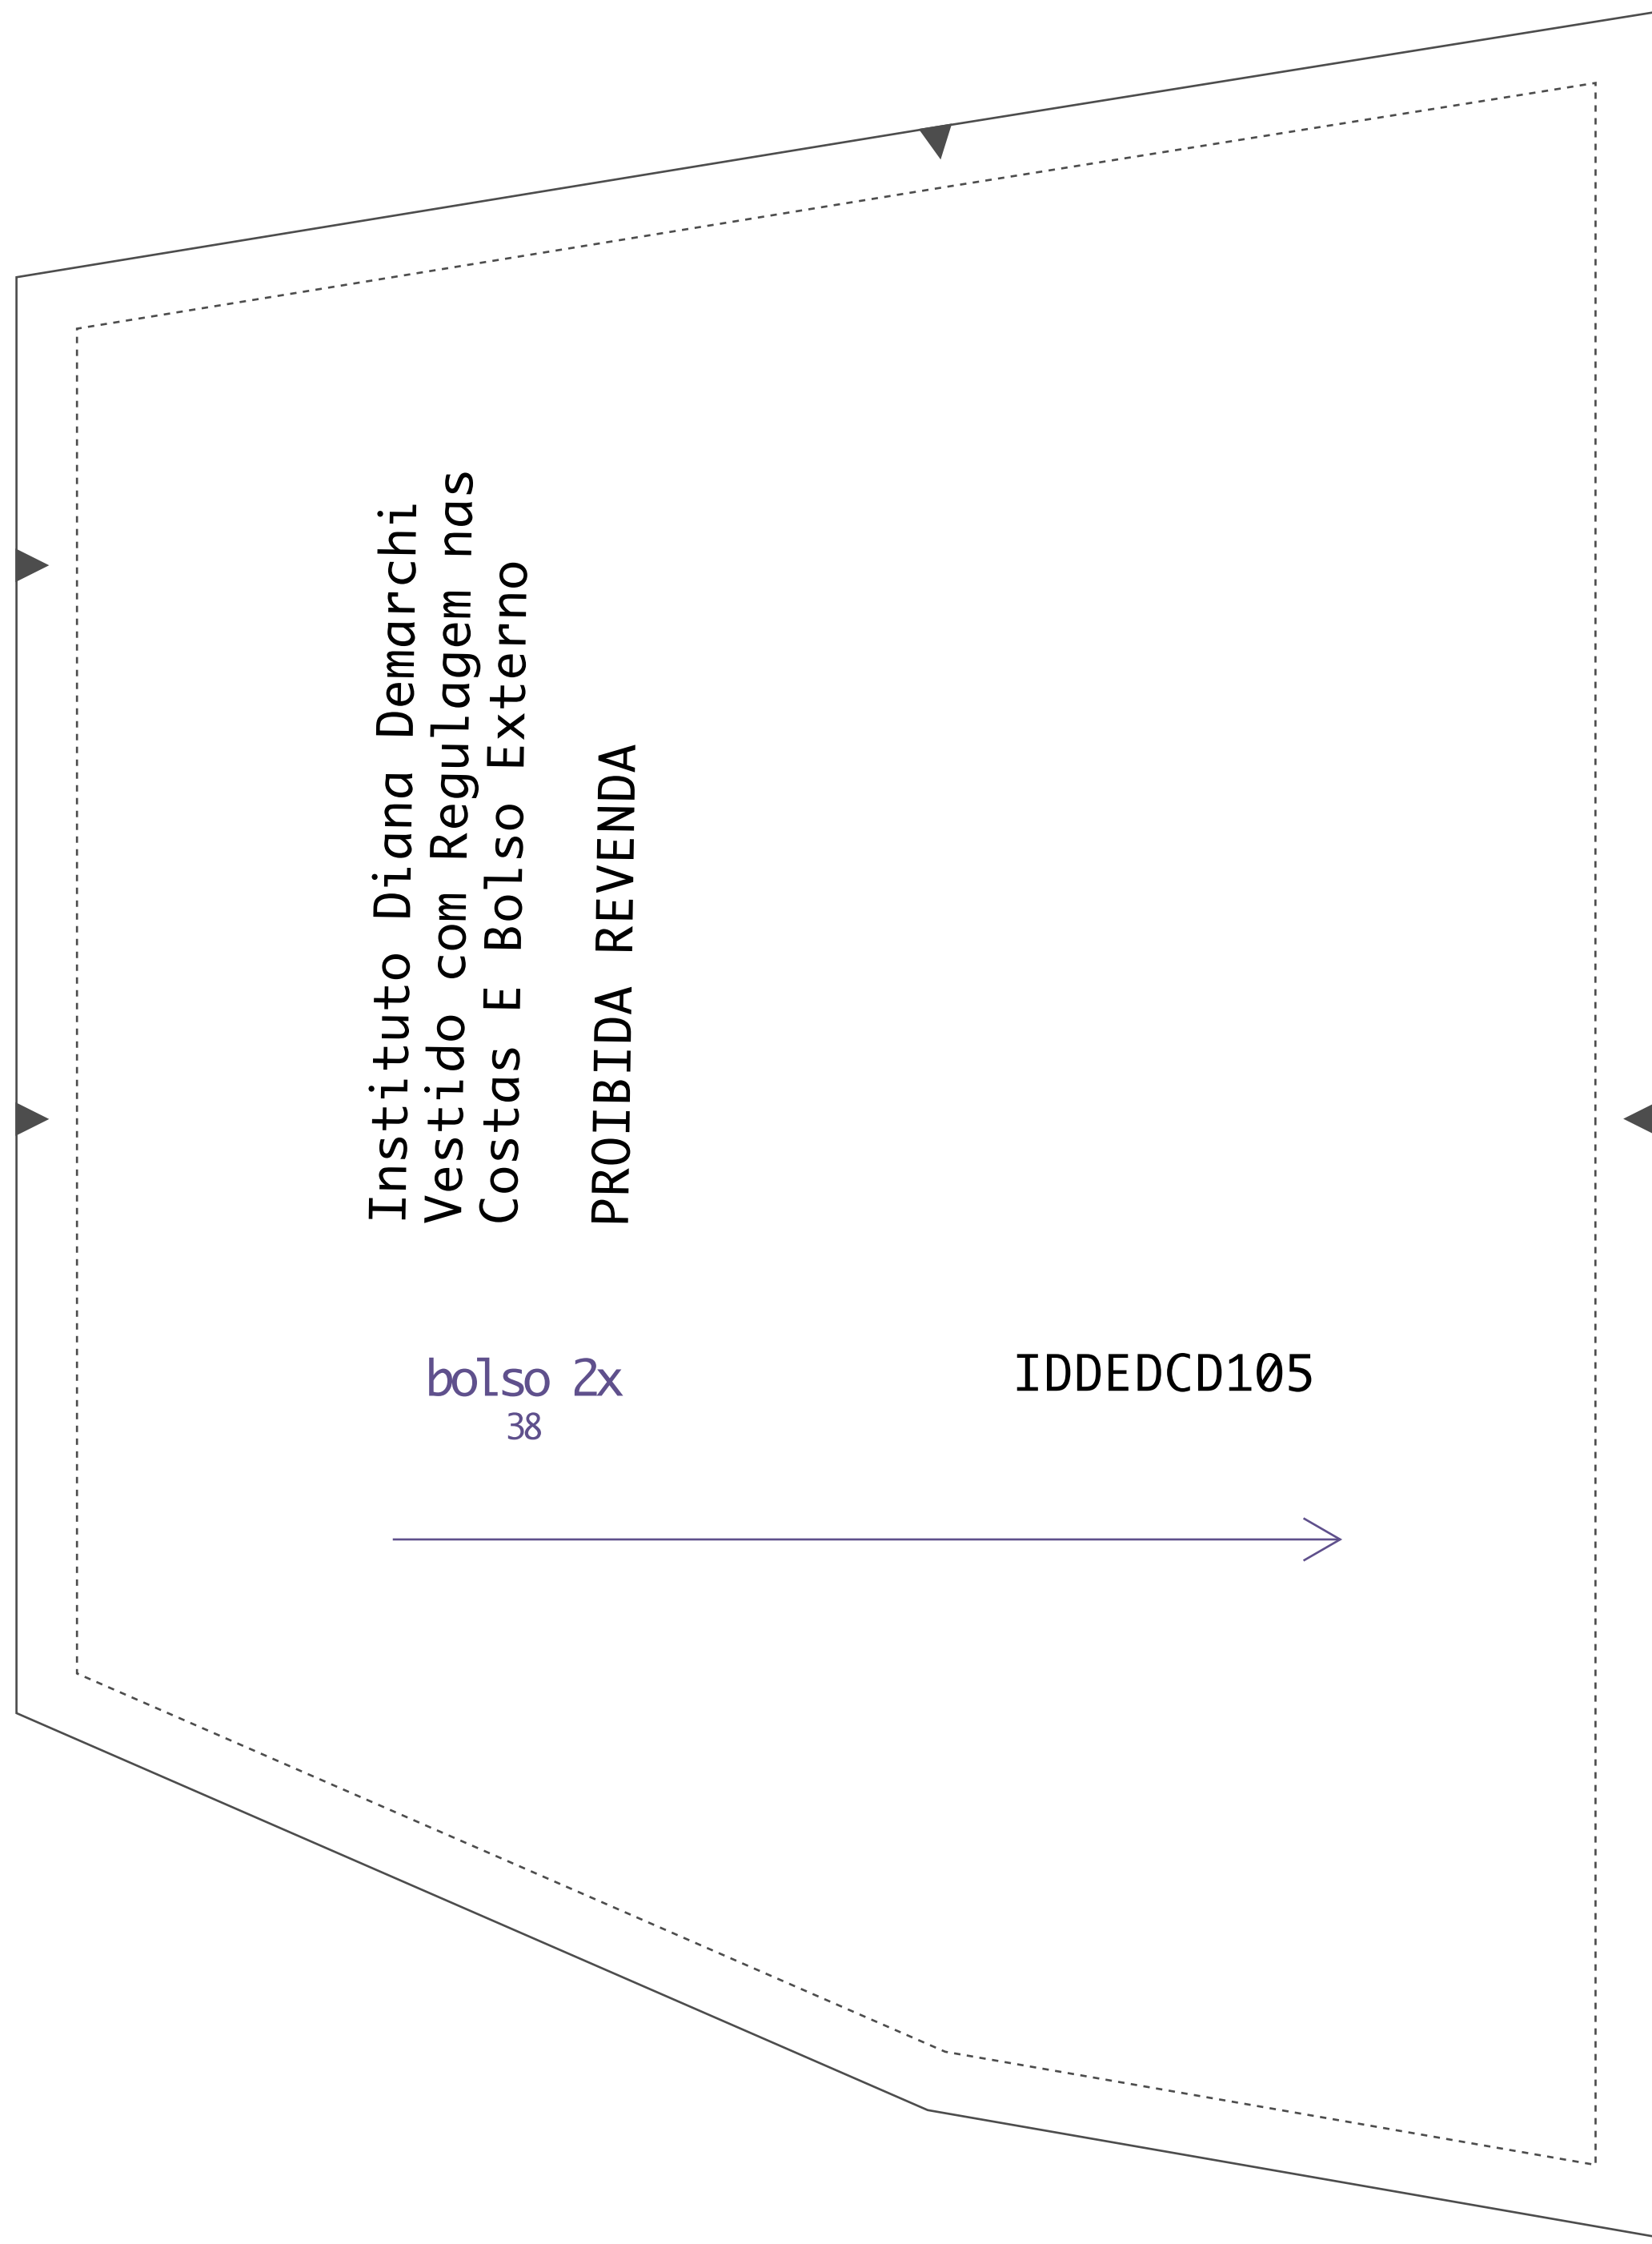 Instituto Diana Demarchi
Vestido com Regulagem nas
Costas E Bolso Externo
PROIBIDA REVENDA
bolso 2x
38
IDDEDCD105